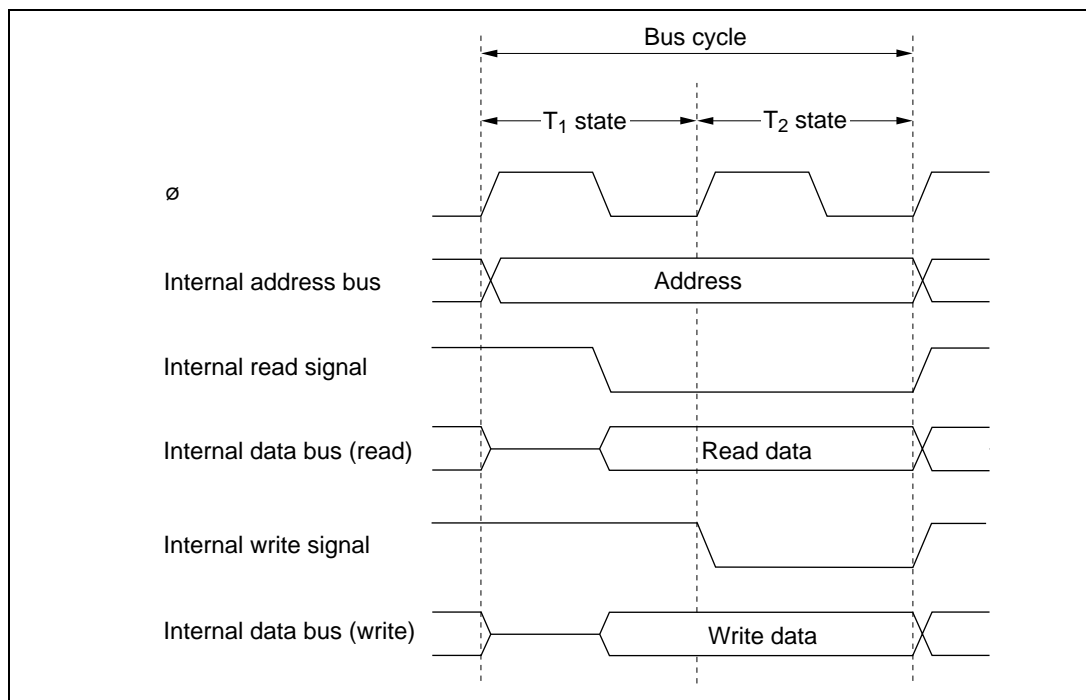 Bus cycle
T₁ state
T₂ state
ø
Internal address bus
Address
Internal read signal
Internal data bus (read)
Read data
Internal write signal
Internal data bus (write)
Write data